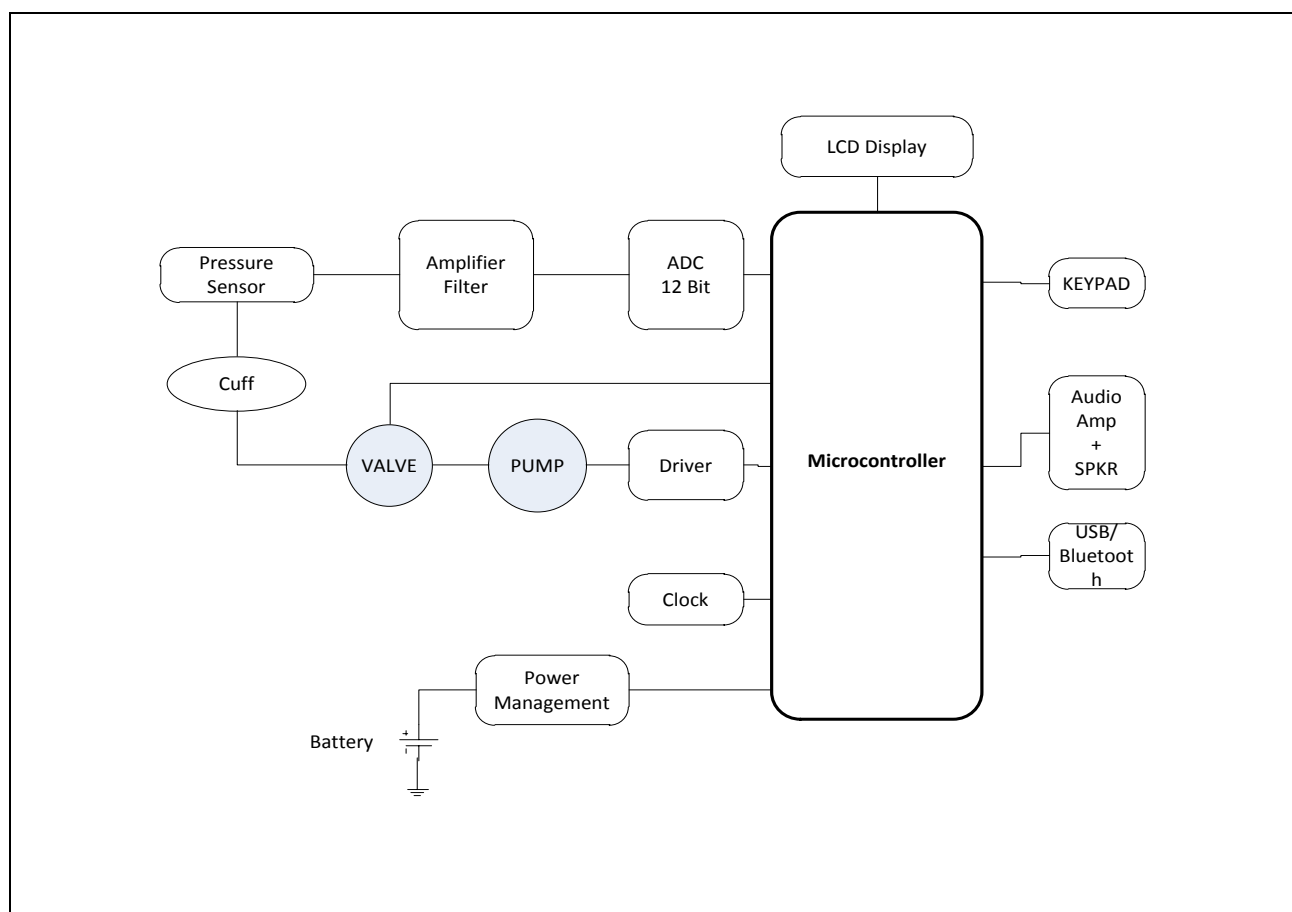 LCD Display
Pressure
Sensor
Amplifier
Filter
ADC
12 Bit
KEYPAD
Cuff
Audio
Amp
+
SPKR
VALVE
PUMP
Driver
Microcontroller
USB/
Bluetoot
h
Clock
Power
Management
Battery
+